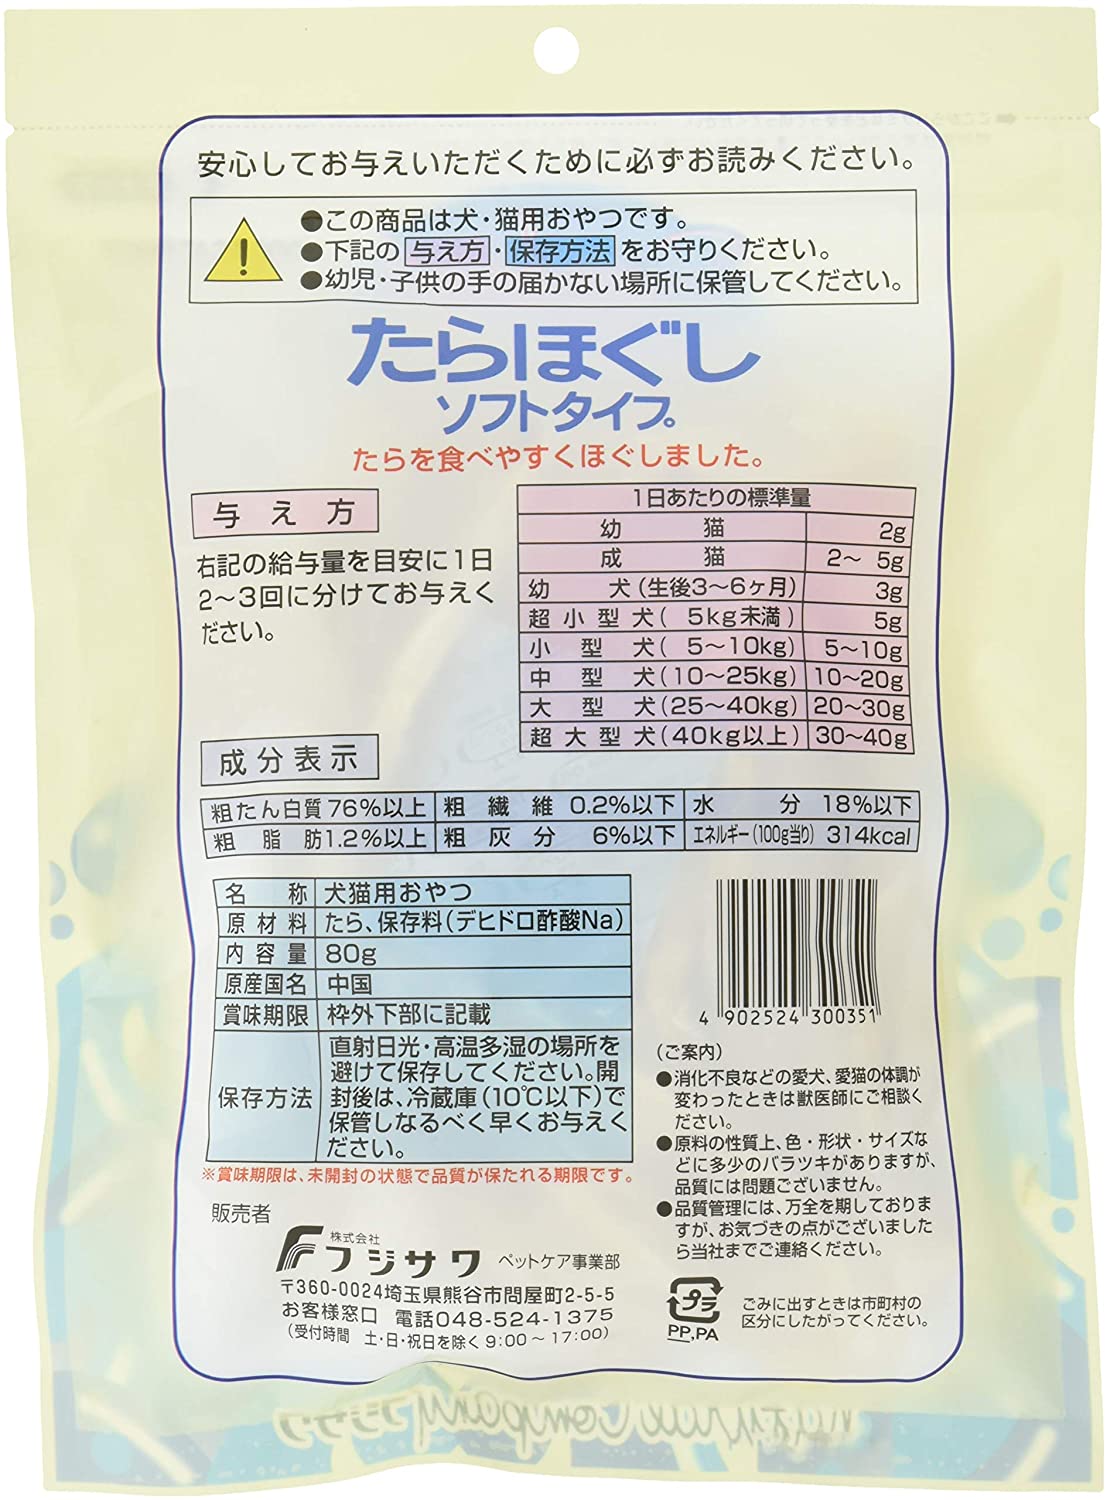 安心してお与えいただくために必ずお読みください。
●この商品は犬・猫用おやつです。
●下記の 与え方・保存方法 をお守りください。
●幼児・子供の手の届かない場所に保管してください。
たらほぐし
ソフトタイプ
たらを食べやすくほぐしました。
与え方
右記の給与量を目安に1日
2〜3回に分けてお与えく
ださい。
1日あたりの標準量
幼猫 2g
成猫 2〜5g
幼犬(生後3〜6ヶ月) 3g
超小型犬(5kg未満) 5g
小型犬(5〜10kg) 5〜10g
中型犬(10〜25kg) 10〜20g
大型犬(25〜40kg) 20〜30g
超大型犬(40kg以上) 30〜40g
成分表示
粗たん白質 76%以上 粗繊維 0.2%以下 水分 18%以下
粗脂肪 1.2%以上 粗灰分 6%以下 エネルギー(100g当り) 314kcal
名称 犬猫用おやつ
原材料 たら、保存料(デヒドロ酢酸Na)
内容量 80g
原産国名 中国
賞味期限 枠外下部に記載
保存方法 直射日光・高温多湿の場所を
避けて保存してください。開
封後は、冷蔵庫(10℃以下)で
保管しなるべく早くお与えく
ださい。
※賞味期限は、未開封の状態で品質が保たれる期限です。
販売者
株式会社
フジサワ ペットケア事業部
〒360-0024埼玉県熊谷市問屋町2-5-5
お客様窓口 電話048-524-1375
(受付時間 土・日・祝日を除く9:00〜17:00)
4 902524 300351
(ご案内)
●消化不良などの愛犬、愛猫の体調が
変わったときは獣医師にご相談く
ださい。
●原料の性質上、色・形状・サイズな
どに多少のバラツキがありますが、
品質には問題ございません。
●品質管理には、万全を期しておりま
すが、お気づきの点がございました
ら当社までご連絡ください。
プラ
PP,PA
ごみに出すときは市町村の
区分にしたがってください。